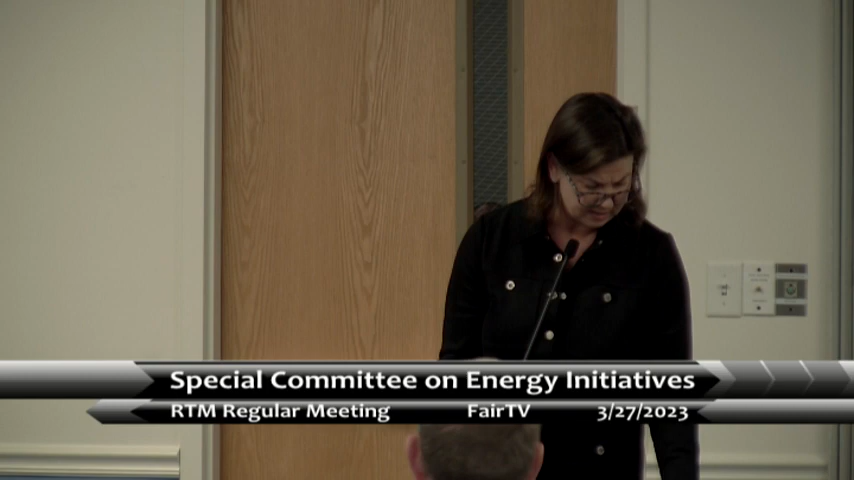 Special Committee on Energy Initiatives
RTM Regular Meeting FairTV 3/27/2023